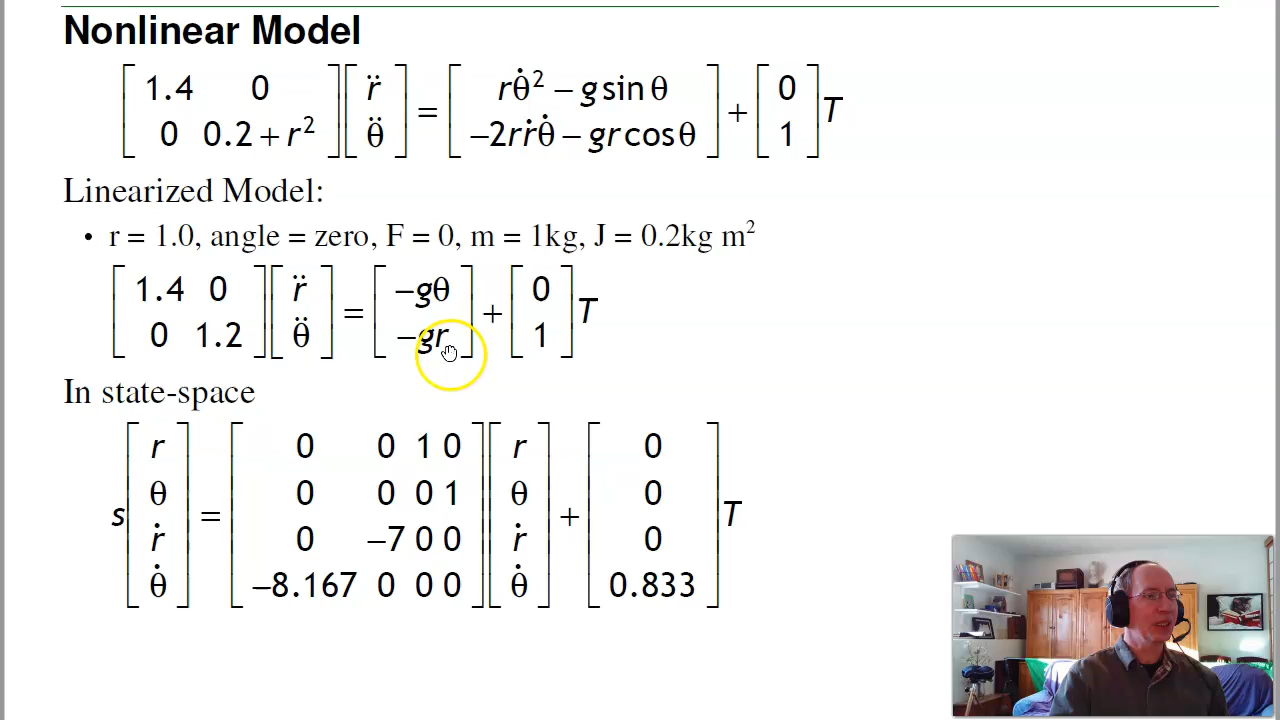 Nonlinear Model
[1.4 0; 0 0.2 + r²][r̈; θ̈] = [rθ̇² − g sin θ; −2rṙθ̇ − gr cos θ] + [0; 1]T
Linearized Model:
• r = 1.0, angle = zero, F = 0, m = 1kg, J = 0.2kg m²
[1.4 0; 0 1.2][r̈; θ̈] = [−gθ; −gr] + [0; 1]T
In state-space
s[r; θ; ṙ; θ̇] = [0 0 1 0; 0 0 0 1; 0 −7 0 0; −8.167 0 0 0][r; θ; ṙ; θ̇] + [0; 0; 0; 0.833]T